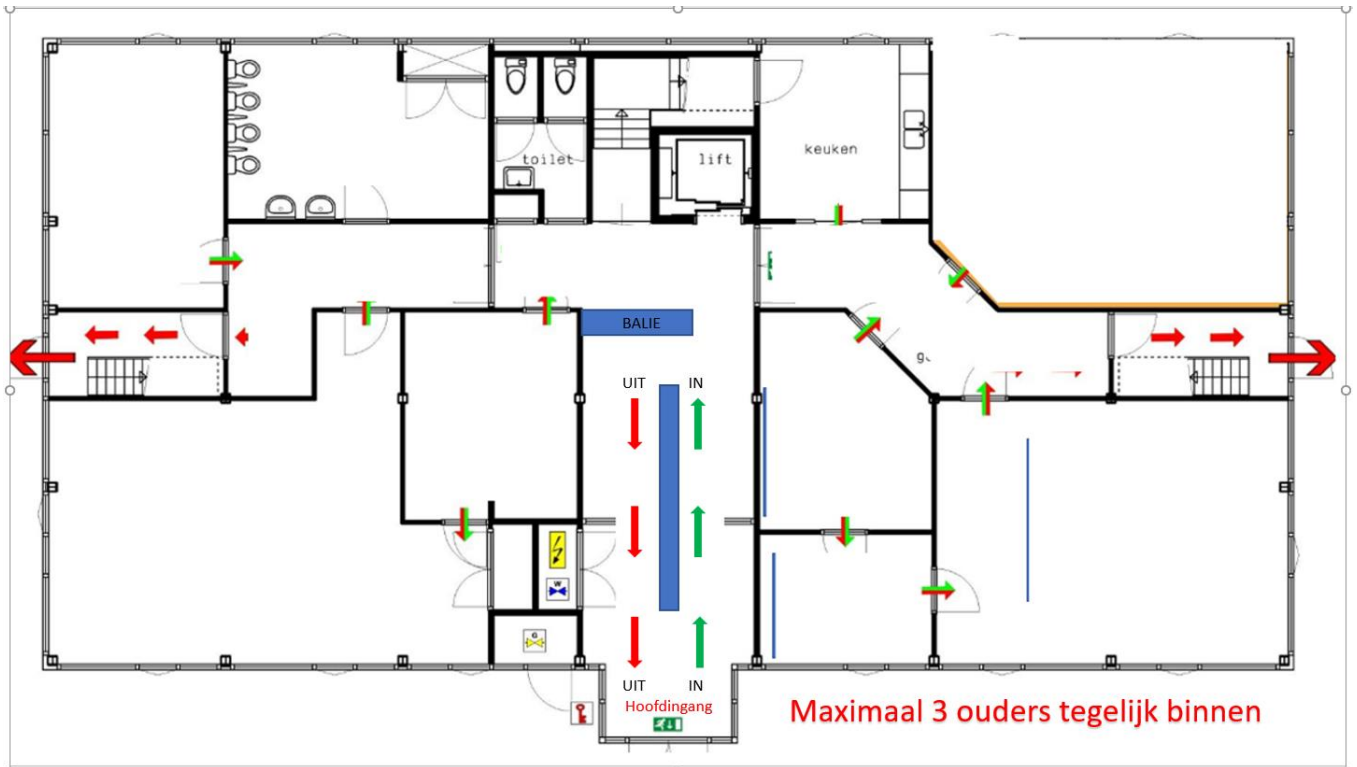 toilet
lift
keuken
BALIE
g
UIT
IN
W
G
UIT
IN
Hoofdingang
Maximaal 3 ouders tegelijk binnen